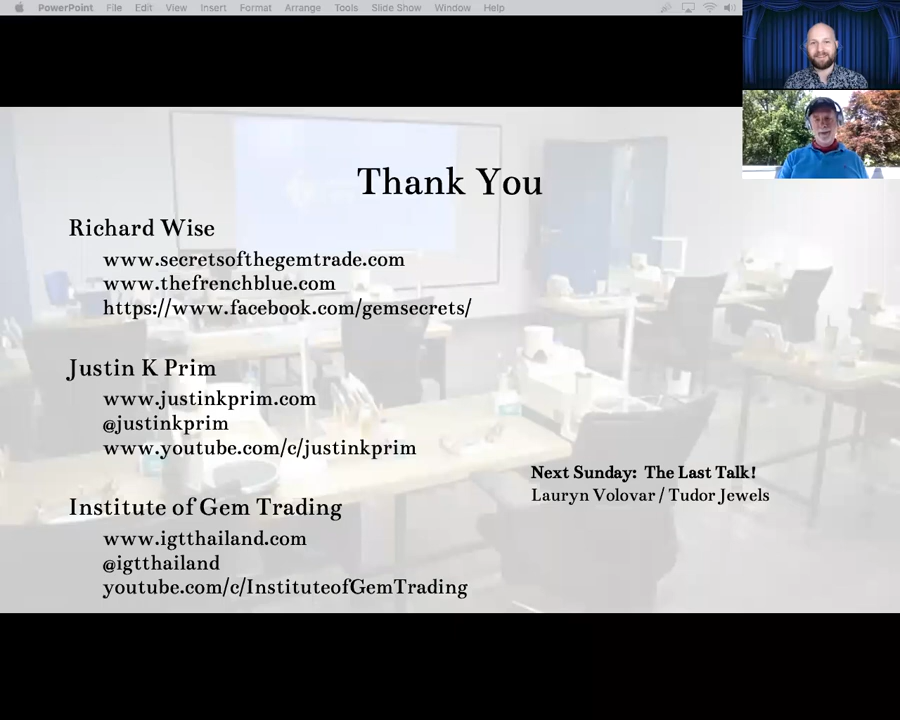 PowerPoint File Edit View Insert Format Arrange Tools Slide Show Window Help
Thank You
Richard Wise
www.secretsofthegemtrade.com
www.thefrenchblue.com
https://www.facebook.com/gemsecrets/
Justin K Prim
www.justinkprim.com
@justinkprim
www.youtube.com/c/justinkprim
Next Sunday: The Last Talk!
Lauryn Volovar / Tudor Jewels
Institute of Gem Trading
www.igtthailand.com
@igtthailand
youtube.com/c/InstituteofGemTrading